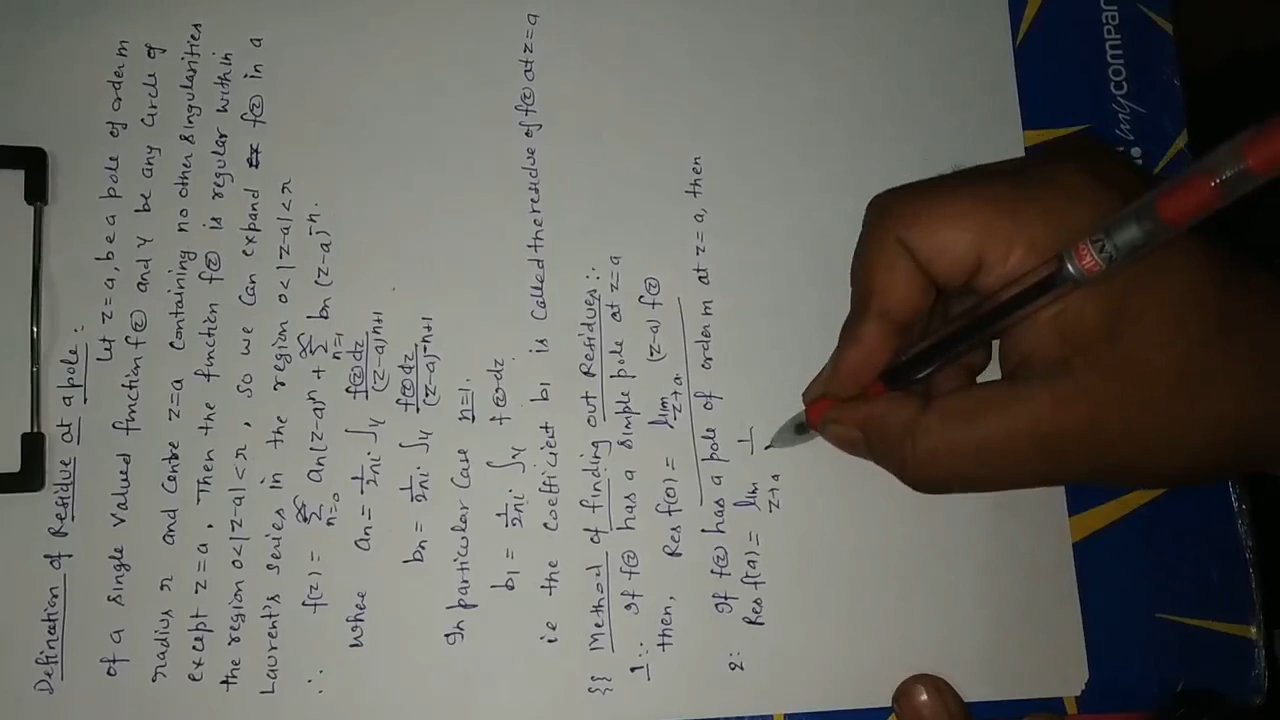 Defination of Residue at a pole:
Let z=a, be a pole of order m
of a single valued function f(z) and γ be any circle of
radius r and centre z=a containing no other singularities
except z=a, Then the function f(z) is regular within
the region 0<|z-a|<r, So we can expand f(z) in a
Laurent's series in the region 0<|z-a|<r
∴ f(z) = ∞∑n=0 an(z-a)^n + ∞∑n=1 bn(z-a)^-n.
Where an = 1/2πi ∫γ f(z)dz/(z-a)^n+1
bn = 1/2πi ∫γ f(z)dz/(z-a)^-n+1
In particular case n=1.
b1 = 1/2πi ∫γ f(z)dz
ie the coefficient b1 is called the residue of f(z) at z=a
{{ Method of finding out Residues:
1: If f(z) has a simple pole at z=a
then, Res f(a) = lim z→a (z-a) f(z)
2: If f(z) has a pole of order m at z=a, then
Res f(a) = lim z→a 1
mycompan